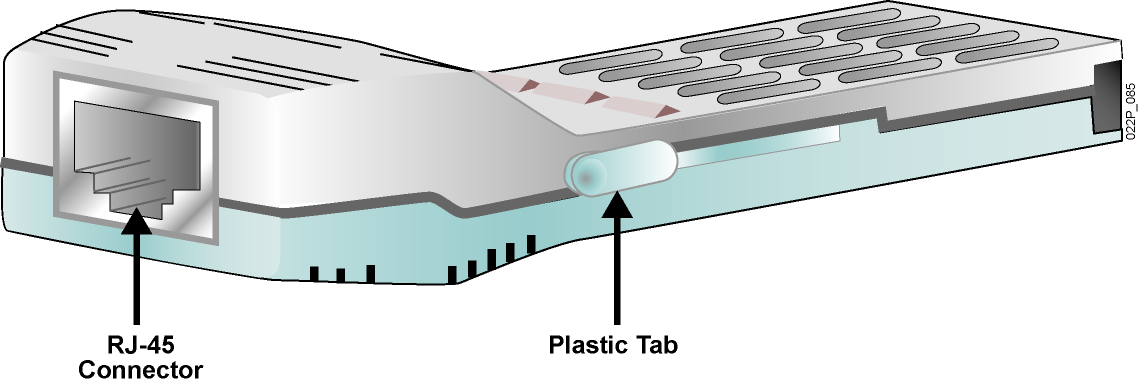 022P_085
RJ-45
Connector
Plastic Tab